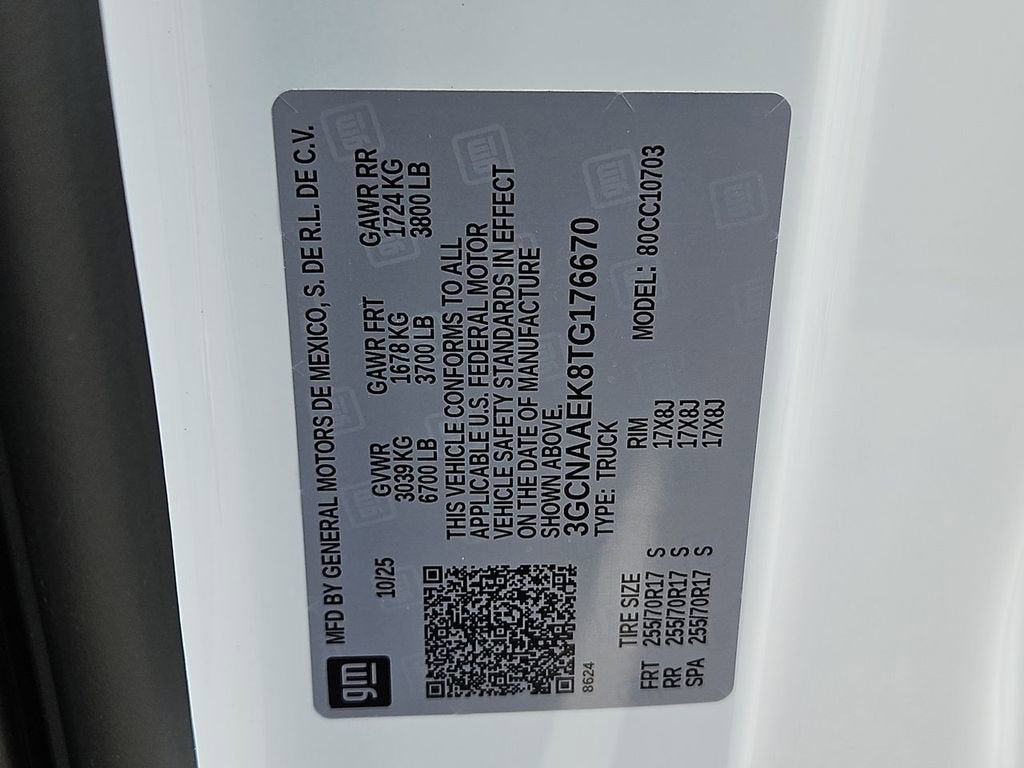 gm
MFD BY GENERAL MOTORS DE MEXICO, S. DE R.L. DE C.V.
10/25
GVWR GAWR FRT GAWR RR
3039 KG 1678 KG 1724 KG
6700 LB 3700 LB 3800 LB
THIS VEHICLE CONFORMS TO ALL
APPLICABLE U.S. FEDERAL MOTOR
VEHICLE SAFETY STANDARDS IN EFFECT
ON THE DATE OF MANUFACTURE
SHOWN ABOVE.
3GCNAAEK8TG176670
TYPE: TRUCK
8624
TIRE SIZE RIM MODEL: 80CC10703
FRT 255/70R17 S 17X8J
RR 255/70R17 S 17X8J
SPA 255/70R17 S 17X8J